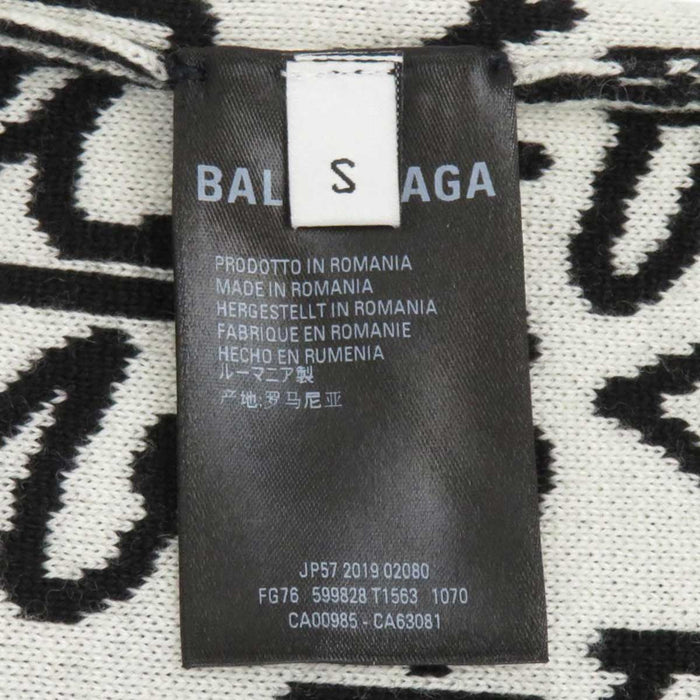 S
BAL AGA
PRODOTTO IN ROMANIA
MADE IN ROMANIA
HERGESTELLT IN ROMANIA
FABRIQUE EN ROMANIE
HECHO EN RUMENIA
ルーマニア製
产地:罗马尼亚
JP57 2019 02080
FG76 599828 T1563 1070
CA00985 - CA63081